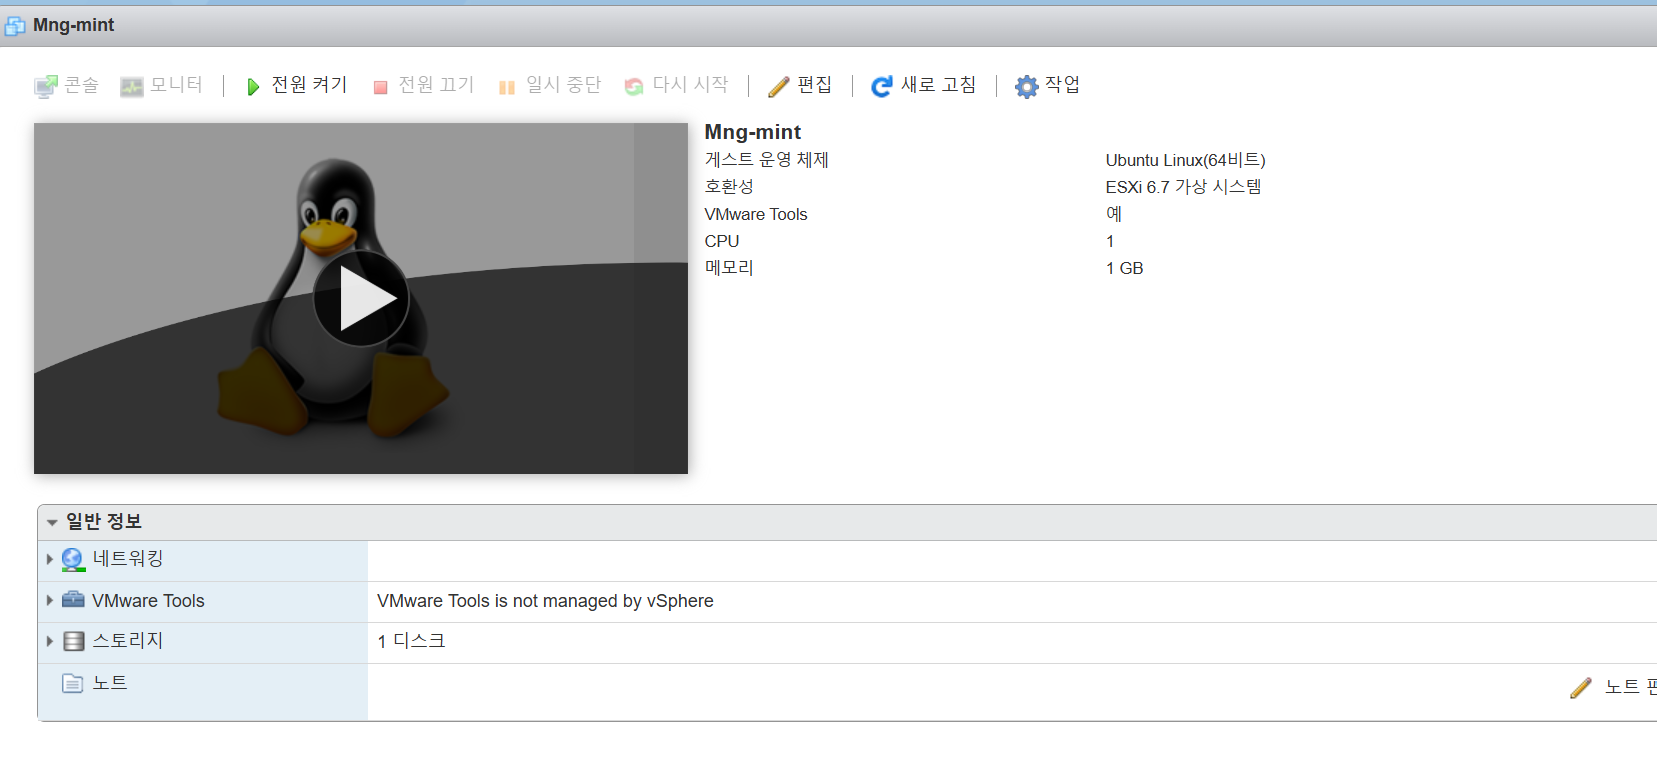 Mng-mint
콘솔 모니터 전원 켜기 전원 끄기 일시 중단 다시 시작 편집 새로 고침 작업
Mng-mint
게스트 운영 체제 Ubuntu Linux(64비트)
호환성 ESXi 6.7 가상 시스템
VMware Tools 예
CPU 1
메모리 1 GB
일반 정보
네트워킹
VMware Tools VMware Tools is not managed by vSphere
스토리지 1 디스크
노트 노트